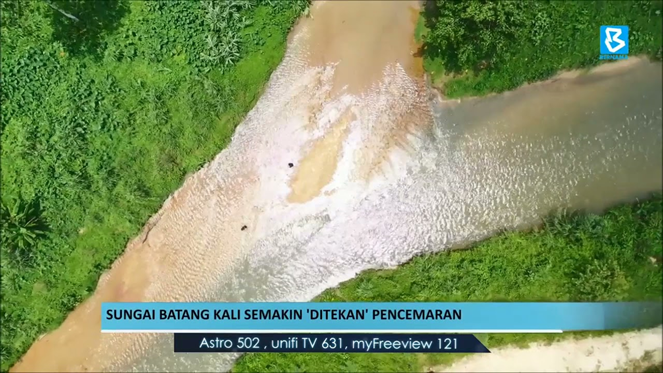 SUNGAI BATANG KALI SEMAKIN 'DITEKAN' PENCEMARAN
Astro 502 , unifi TV 631, myFreeview 121